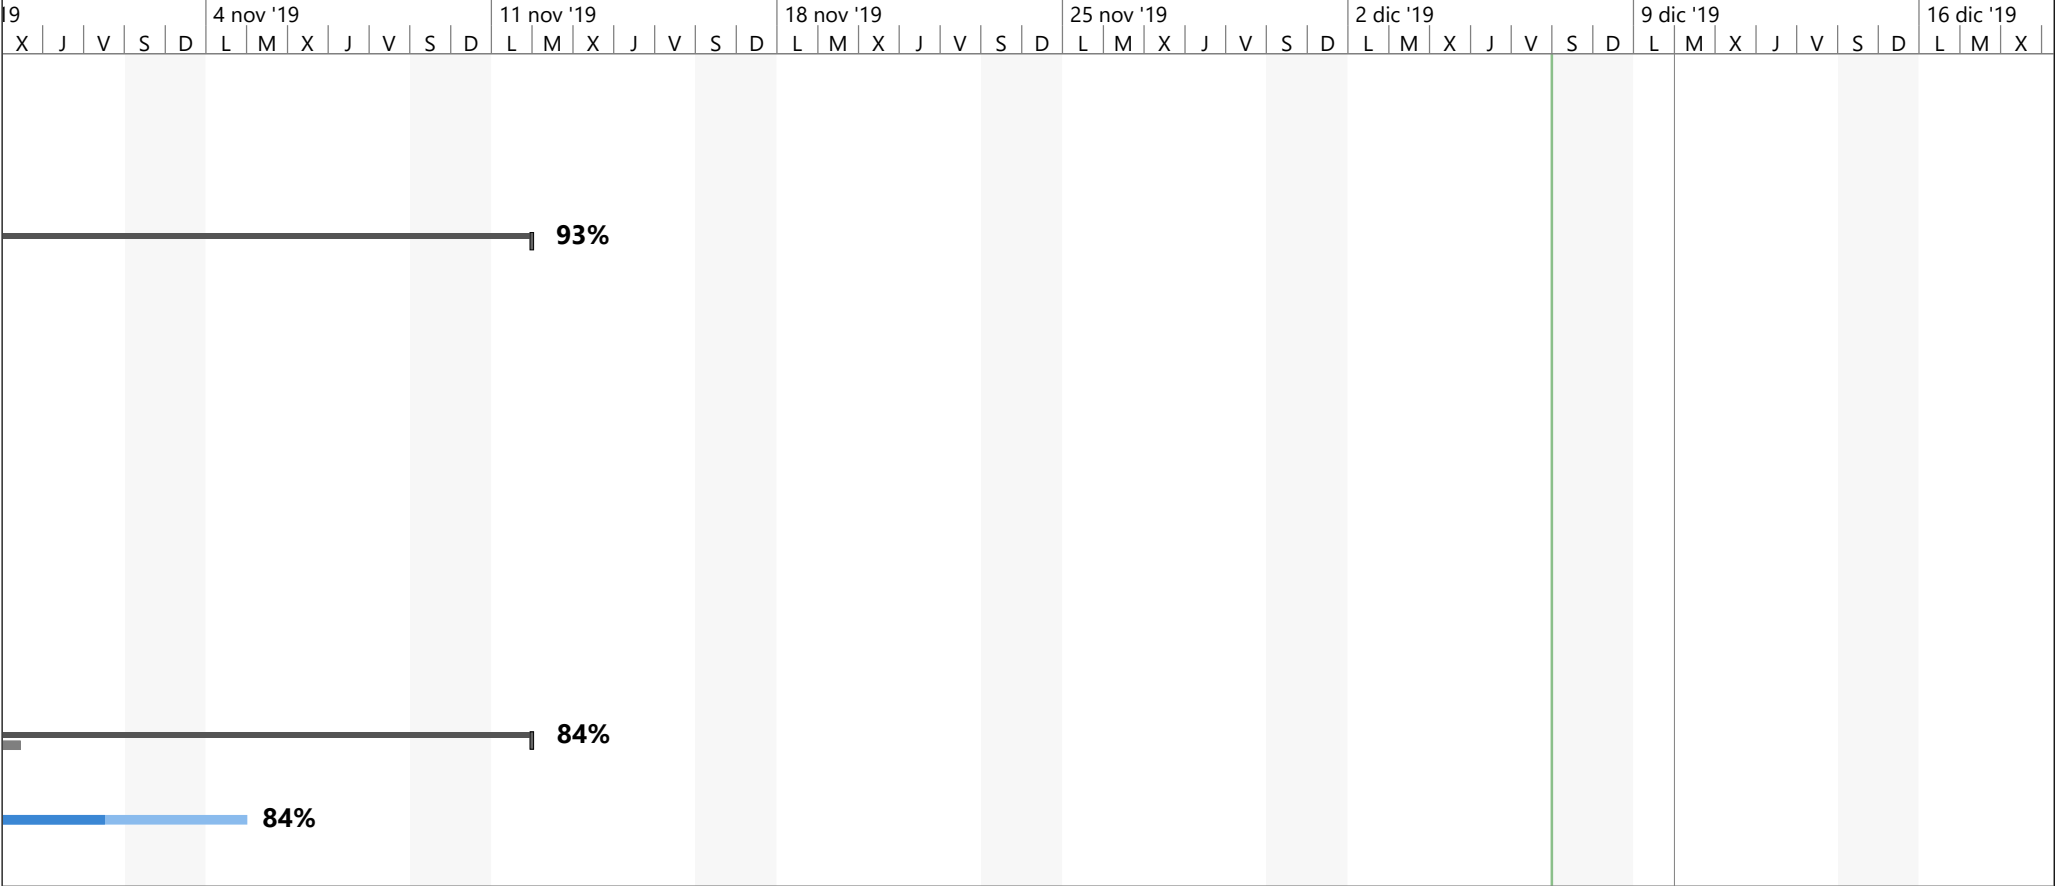 19 4 nov '19 11 nov '19 18 nov '19 25 nov '19 2 dic '19 9 dic '19 16 dic '19
X J V S D L M X J V S D L M X J V S D L M X J V S D L M X J V S D L M X J V S D L M X J V S D L M X
93%
84%
84%